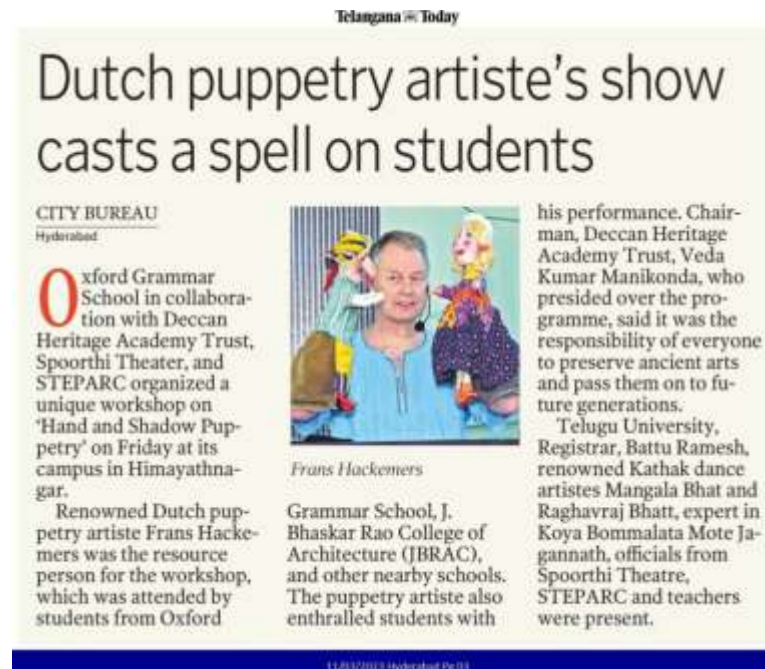 Telangana Today
Dutch puppetry artiste's show
casts a spell on students
CITY BUREAU
Hyderabad
Oxford Grammar
School in collabora-
tion with Deccan
Heritage Academy Trust,
Spoorthi Theater, and
STEPARC organized a
unique workshop on
'Hand and Shadow Pup-
petry' on Friday at its
campus in Himayathna-
gar.
Renowned Dutch pup-
petry artiste Frans Hacke-
mers was the resource
person for the workshop,
which was attended by
students from Oxford
Frans Hackemers
Grammar School, J.
Bhaskar Rao College of
Architecture (JBRAC),
and other nearby schools.
The puppetry artiste also
enthralled students with
his performance. Chair-
man, Deccan Heritage
Academy Trust, Veda
Kumar Manikonda, who
presided over the pro-
gramme, said it was the
responsibility of everyone
to preserve ancient arts
and pass them on to fu-
ture generations.
Telugu University,
Registrar, Battu Ramesh,
renowned Kathak dance
artistes Mangala Bhat and
Raghavraj Bhatt, expert in
Koya Bommalata Mote Ja-
gannath, officials from
Spoorthi Theatre,
STEPARC and teachers
were present.
11/03/2023 Hyderabad Pg 03